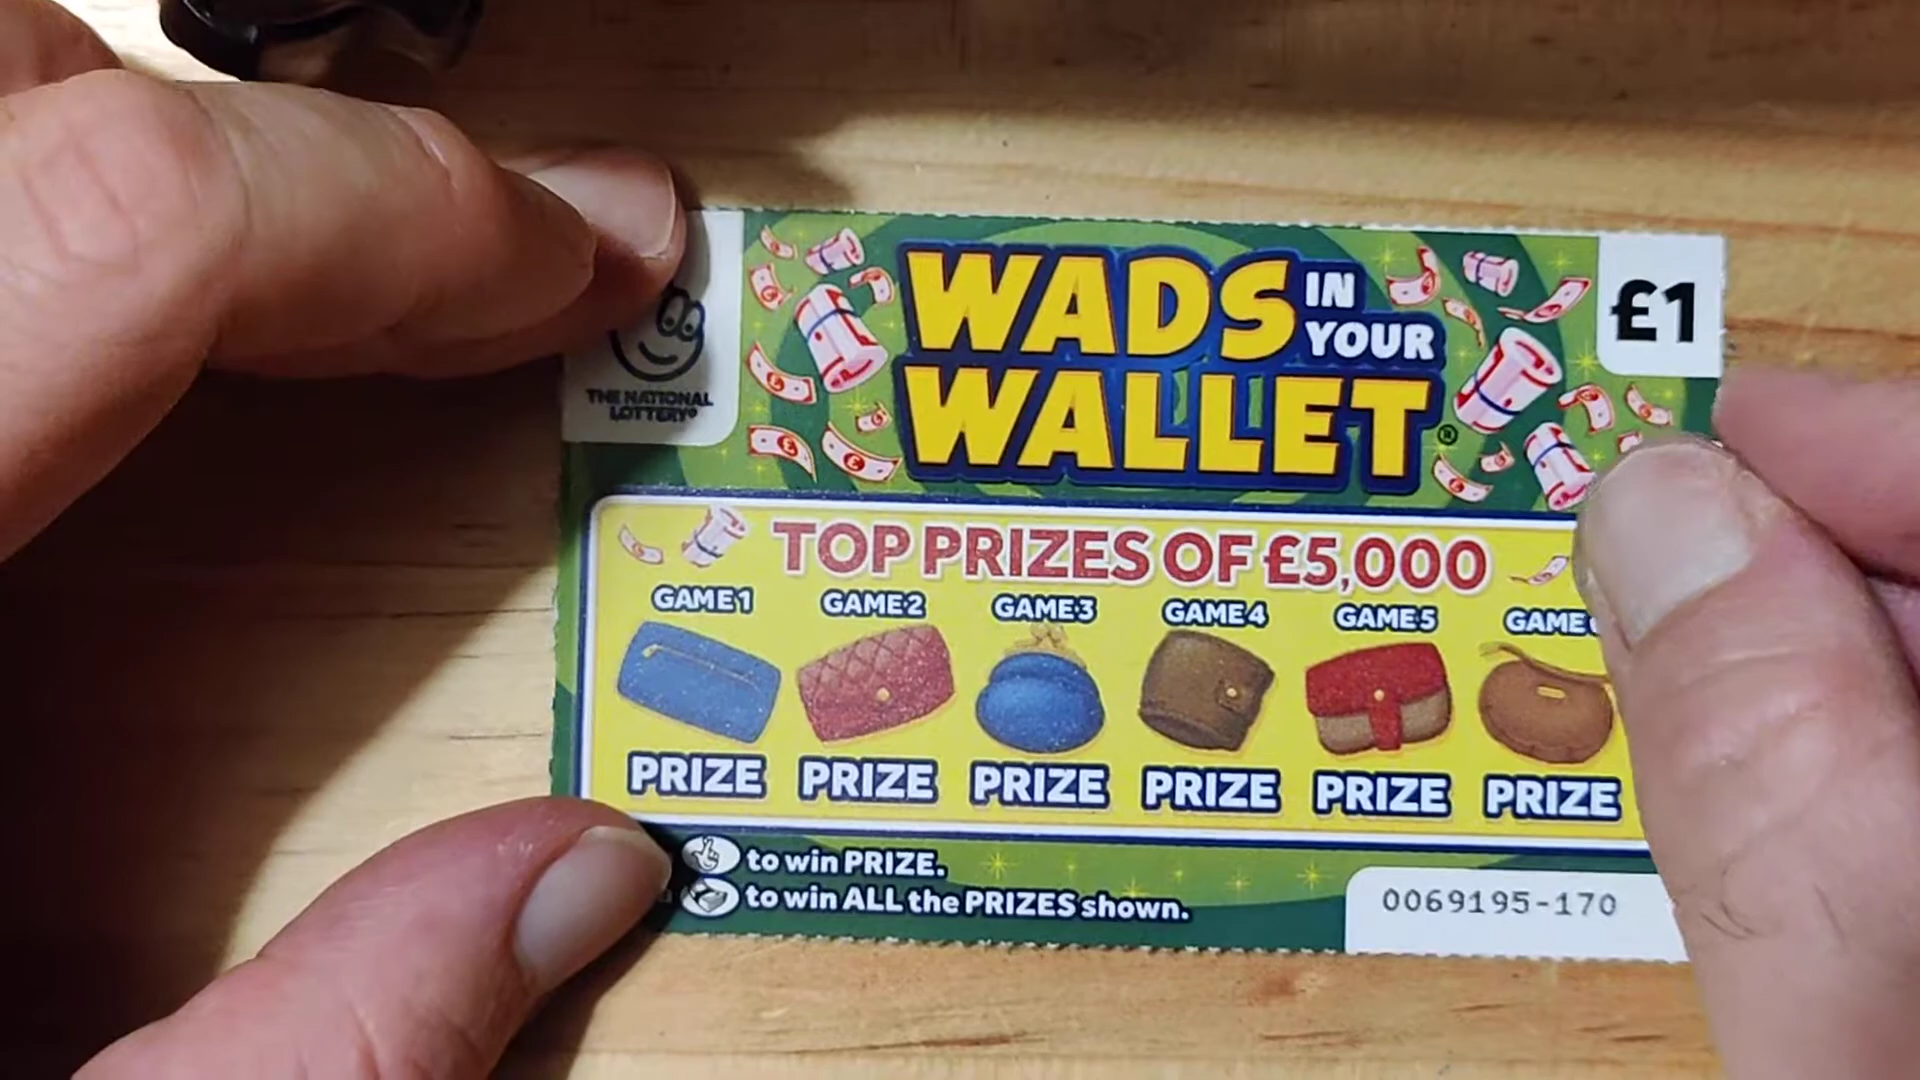 WADS IN YOUR WALLET®
£1
THE NATIONAL
LOTTERY®
TOP PRIZES OF £5,000
GAME 1 GAME 2 GAME 3 GAME 4 GAME 5 GAME
PRIZE PRIZE PRIZE PRIZE PRIZE PRIZE
to win PRIZE.
to win ALL the PRIZES shown.
0069195-170